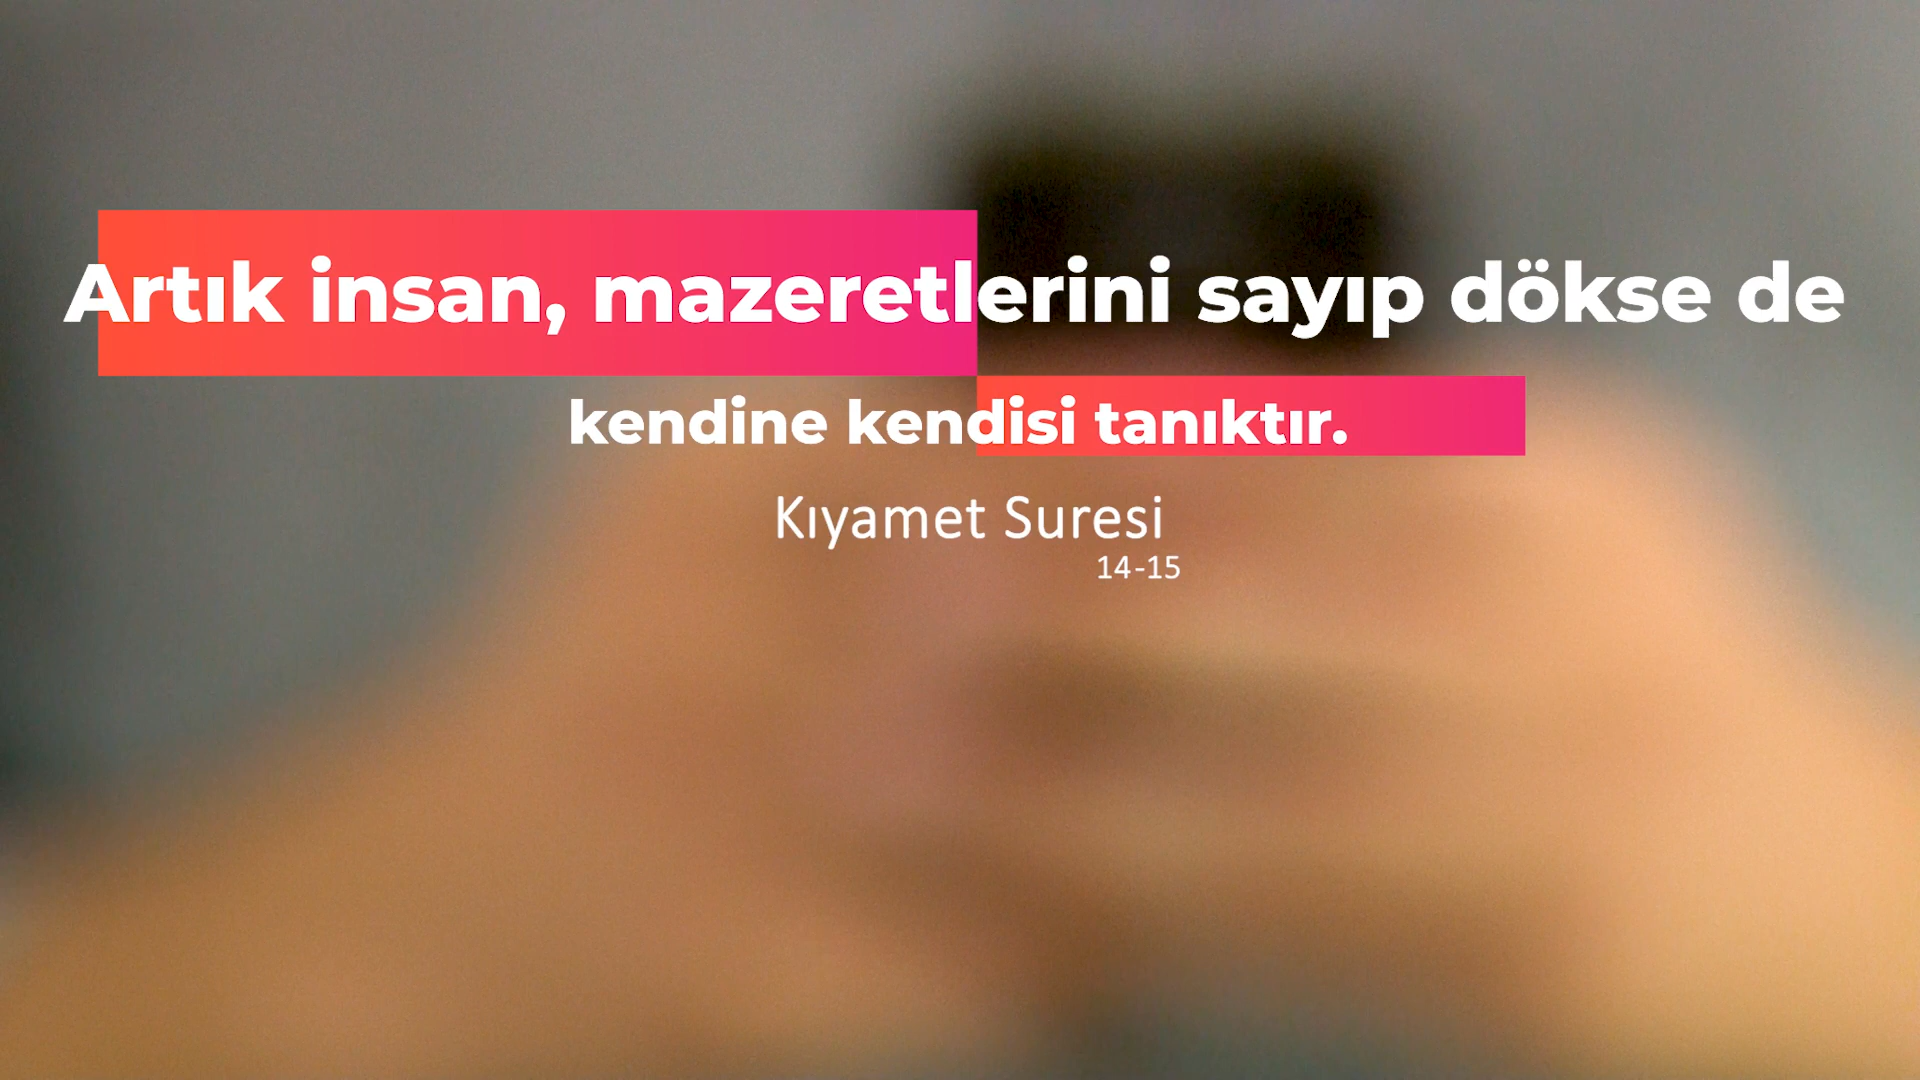 Artık insan, mazeretlerini sayıp dökse de
kendine kendisi tanıktır.
Kıyamet Suresi
14-15